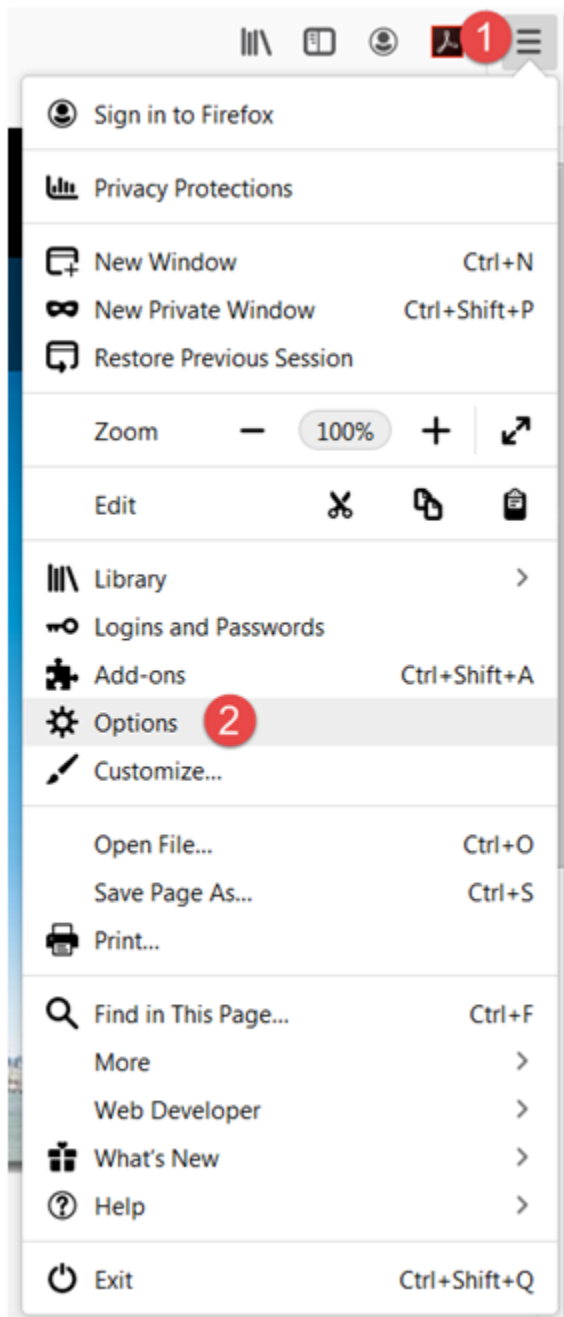 1
Sign in to Firefox
Privacy Protections
New Window Ctrl+N
New Private Window Ctrl+Shift+P
Restore Previous Session
Zoom 100%
Edit
Library
Logins and Passwords
Add-ons Ctrl+Shift+A
Options 2
Customize...
Open File... Ctrl+O
Save Page As... Ctrl+S
Print...
Find in This Page... Ctrl+F
More
Web Developer
What's New
Help
Exit Ctrl+Shift+Q